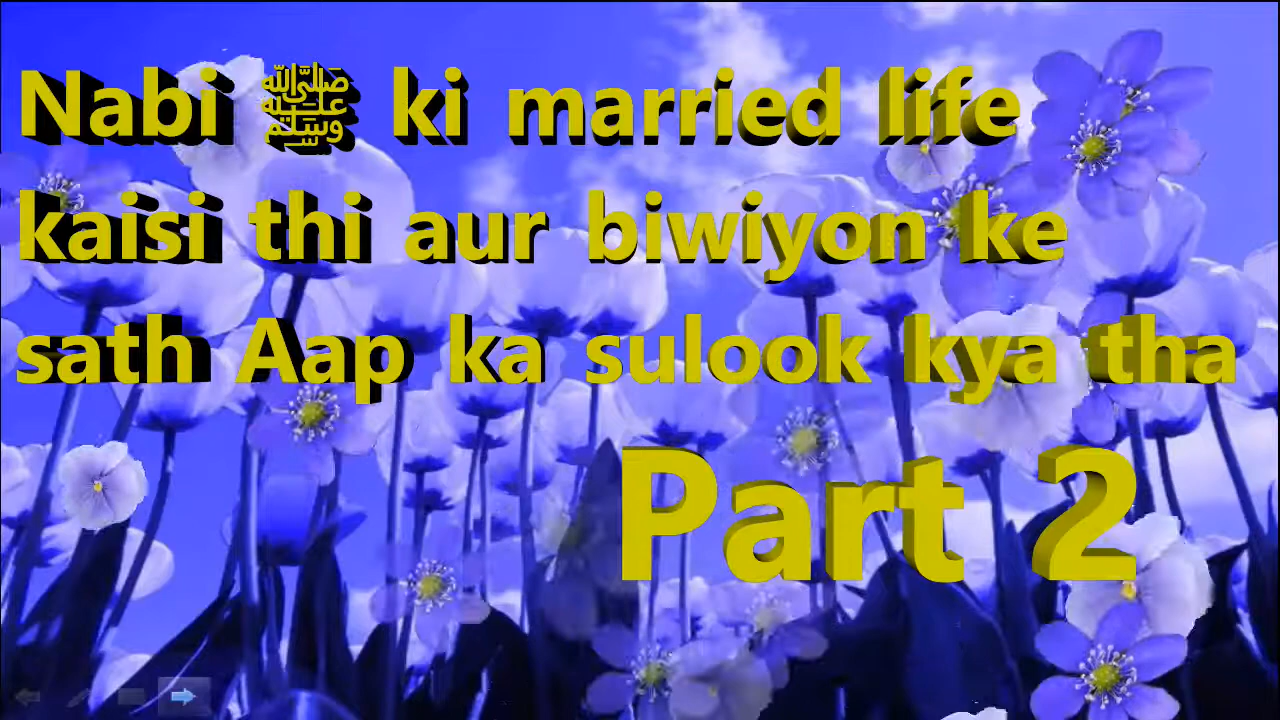 Nabi ﷺ ki married life
kaisi thi aur biwiyon ke
sath Aap ka sulook kya tha
Part 2